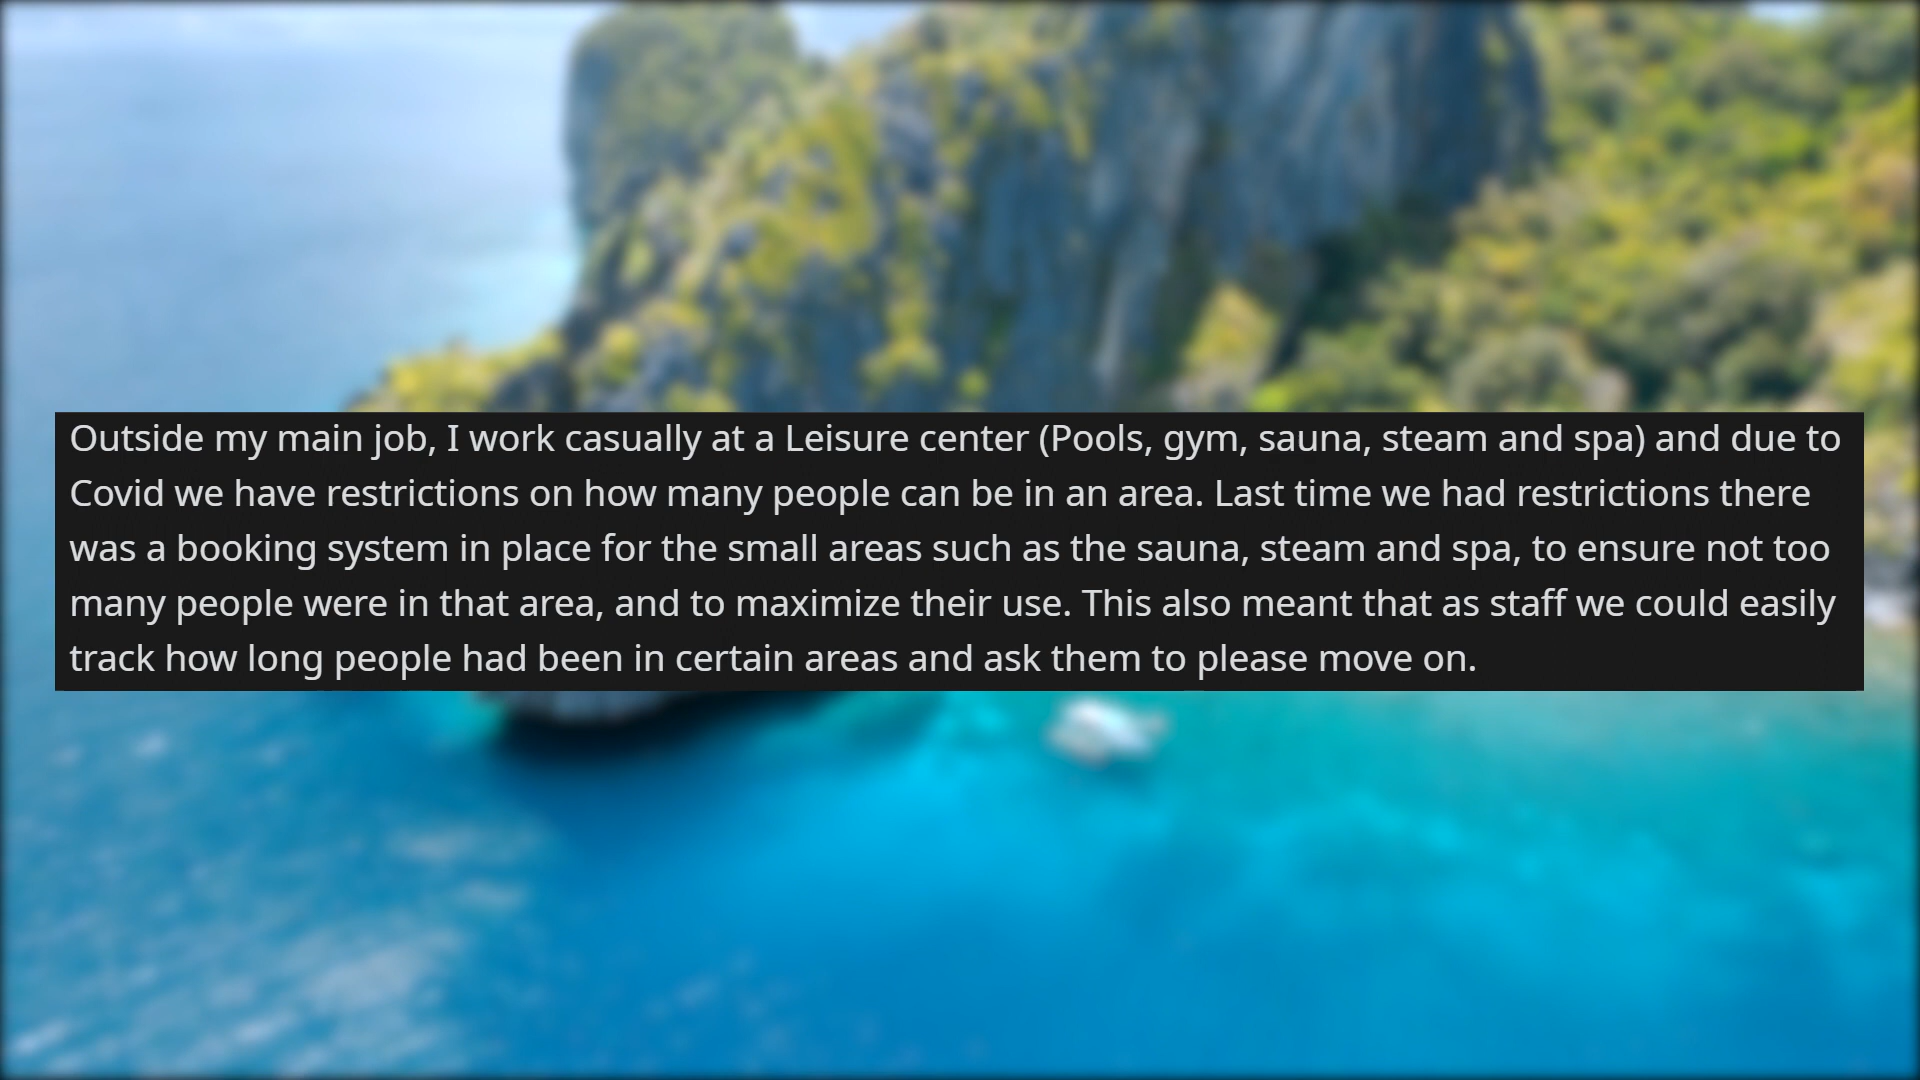 Outside my main job, I work casually at a Leisure center (Pools, gym, sauna, steam and spa) and due to
Covid we have restrictions on how many people can be in an area. Last time we had restrictions there
was a booking system in place for the small areas such as the sauna, steam and spa, to ensure not too
many people were in that area, and to maximize their use. This also meant that as staff we could easily
track how long people had been in certain areas and ask them to please move on.